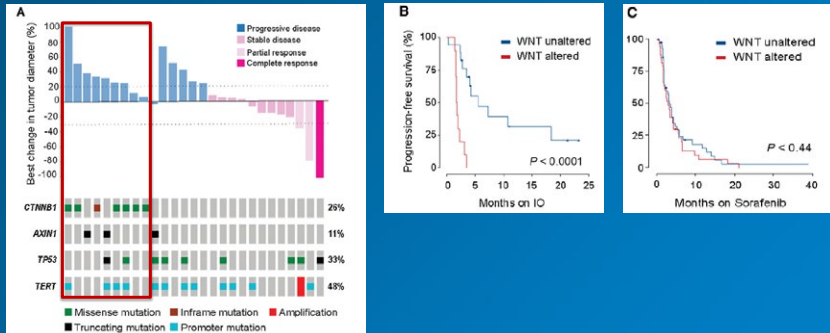 A
Best change in tumor diameter (%)
100
80
60
40
20
0
-20
-40
-60
-80
-100
Progressive disease
Stable disease
Partial response
Complete response
CTNNB1 26%
AXIN1 11%
TP53 33%
TERT 48%
Missense mutation Inframe mutation Amplification
Truncating mutation Promoter mutation
B
Progression-free survival (%)
100
75
50
25
0
WNT unaltered
WNT altered
P < 0.0001
0 5 10 15 20 25
Months on IO
C
100
75
50
25
0
WNT unaltered
WNT altered
P < 0.44
0 10 20 30 40
Months on Sorafenib